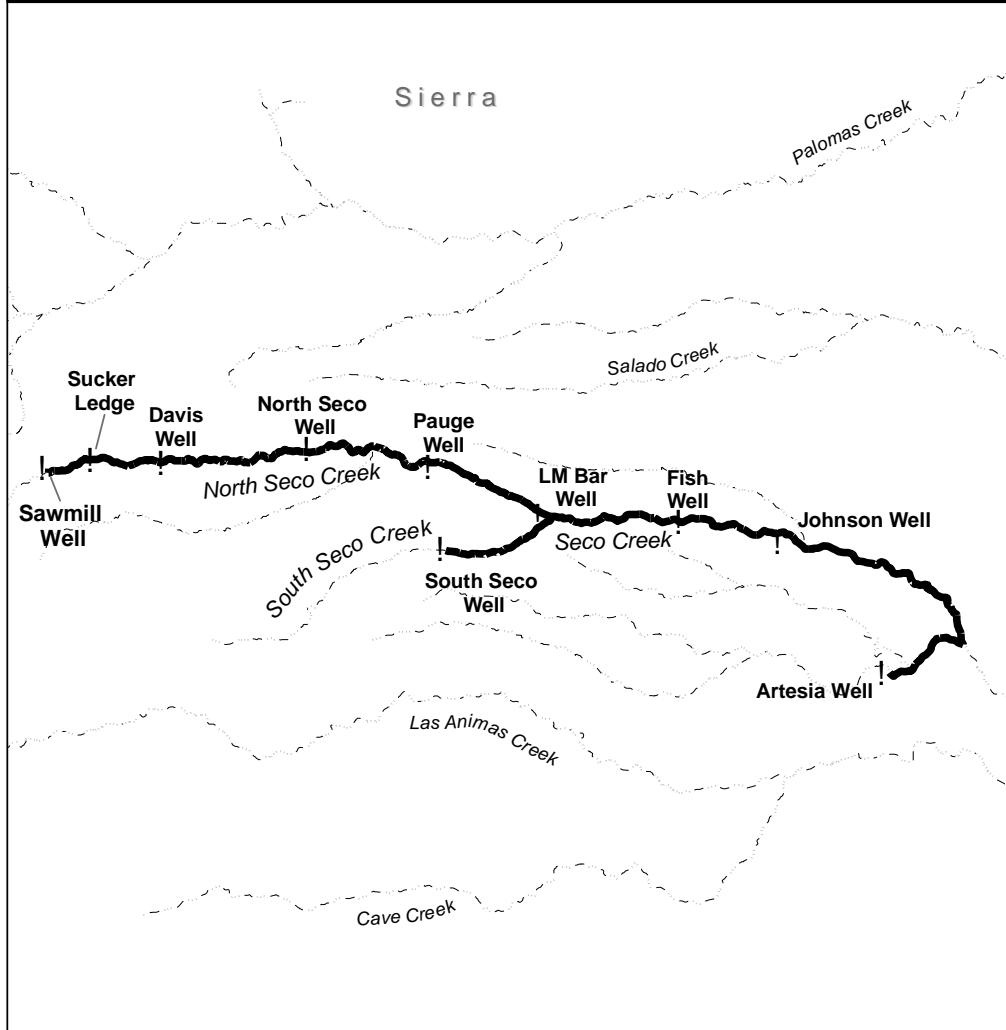 Sierra
Palomas Creek
Salado Creek
Sucker
Ledge
Davis
Well
North Seco
Well
Pauge
Well
North Seco Creek
Sawmill
Well
LM Bar
Well
Fish
Well
Johnson Well
Seco Creek
South Seco Creek
South Seco
Well
Artesia Well
Las Animas Creek
Cave Creek